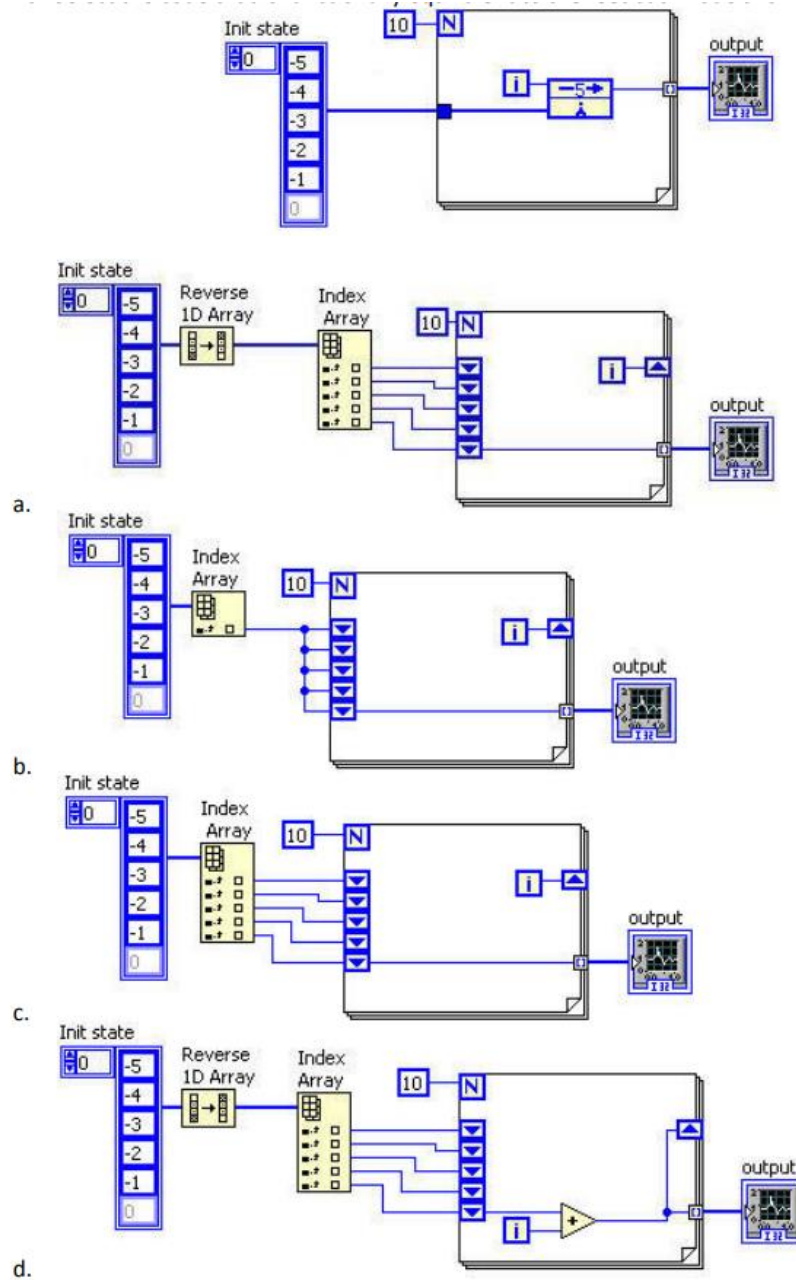 Init state
10 N
output
0
-5
-4
-3
-2
-1
0
i
5
Init state
0
-5
-4
-3
-2
-1
0
Reverse
1D Array
Index
Array
10 N
i
output
a.
Init state
0
-5
-4
-3
-2
-1
0
Index
Array
10 N
i
output
b.
Init state
0
-5
-4
-3
-2
-1
0
Index
Array
10 N
i
output
c.
Init state
0
-5
-4
-3
-2
-1
0
Reverse
1D Array
Index
Array
10 N
i
+
output
d.